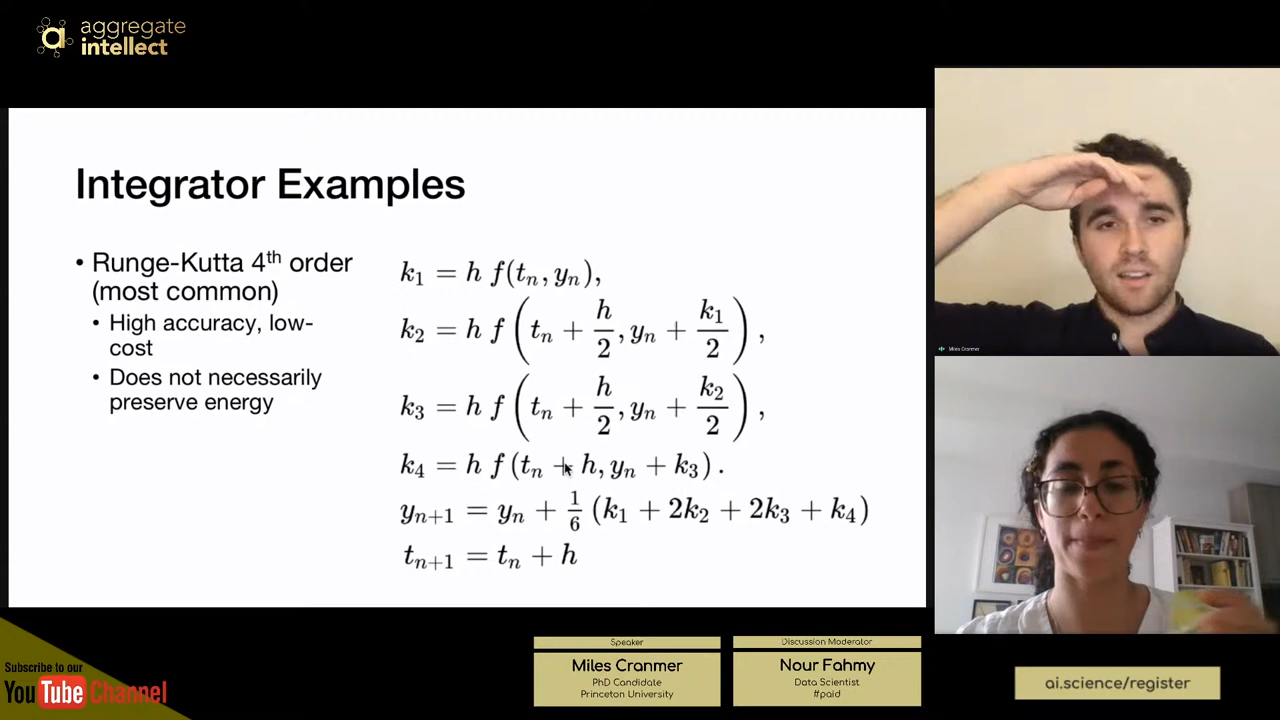 aggregate
intellect
Integrator Examples
• Runge-Kutta 4th order
(most common)
• High accuracy, low-
cost
• Does not necessarily
preserve energy
k₁ = h f(tₙ, yₙ),
k₂ = h f(tₙ + h/2, yₙ + k₁/2),
k₃ = h f(tₙ + h/2, yₙ + k₂/2),
k₄ = h f(tₙ + h, yₙ + k₃).
yₙ₊₁ = yₙ + 1/6 (k₁ + 2k₂ + 2k₃ + k₄)
tₙ₊₁ = tₙ + h
Miles Cranmer
Subscribe to our
YouTube Channel
Speaker
Miles Cranmer
PhD Candidate
Princeton University
Discussion Moderator
Nour Fahmy
Data Scientist
#paid
ai.science/register